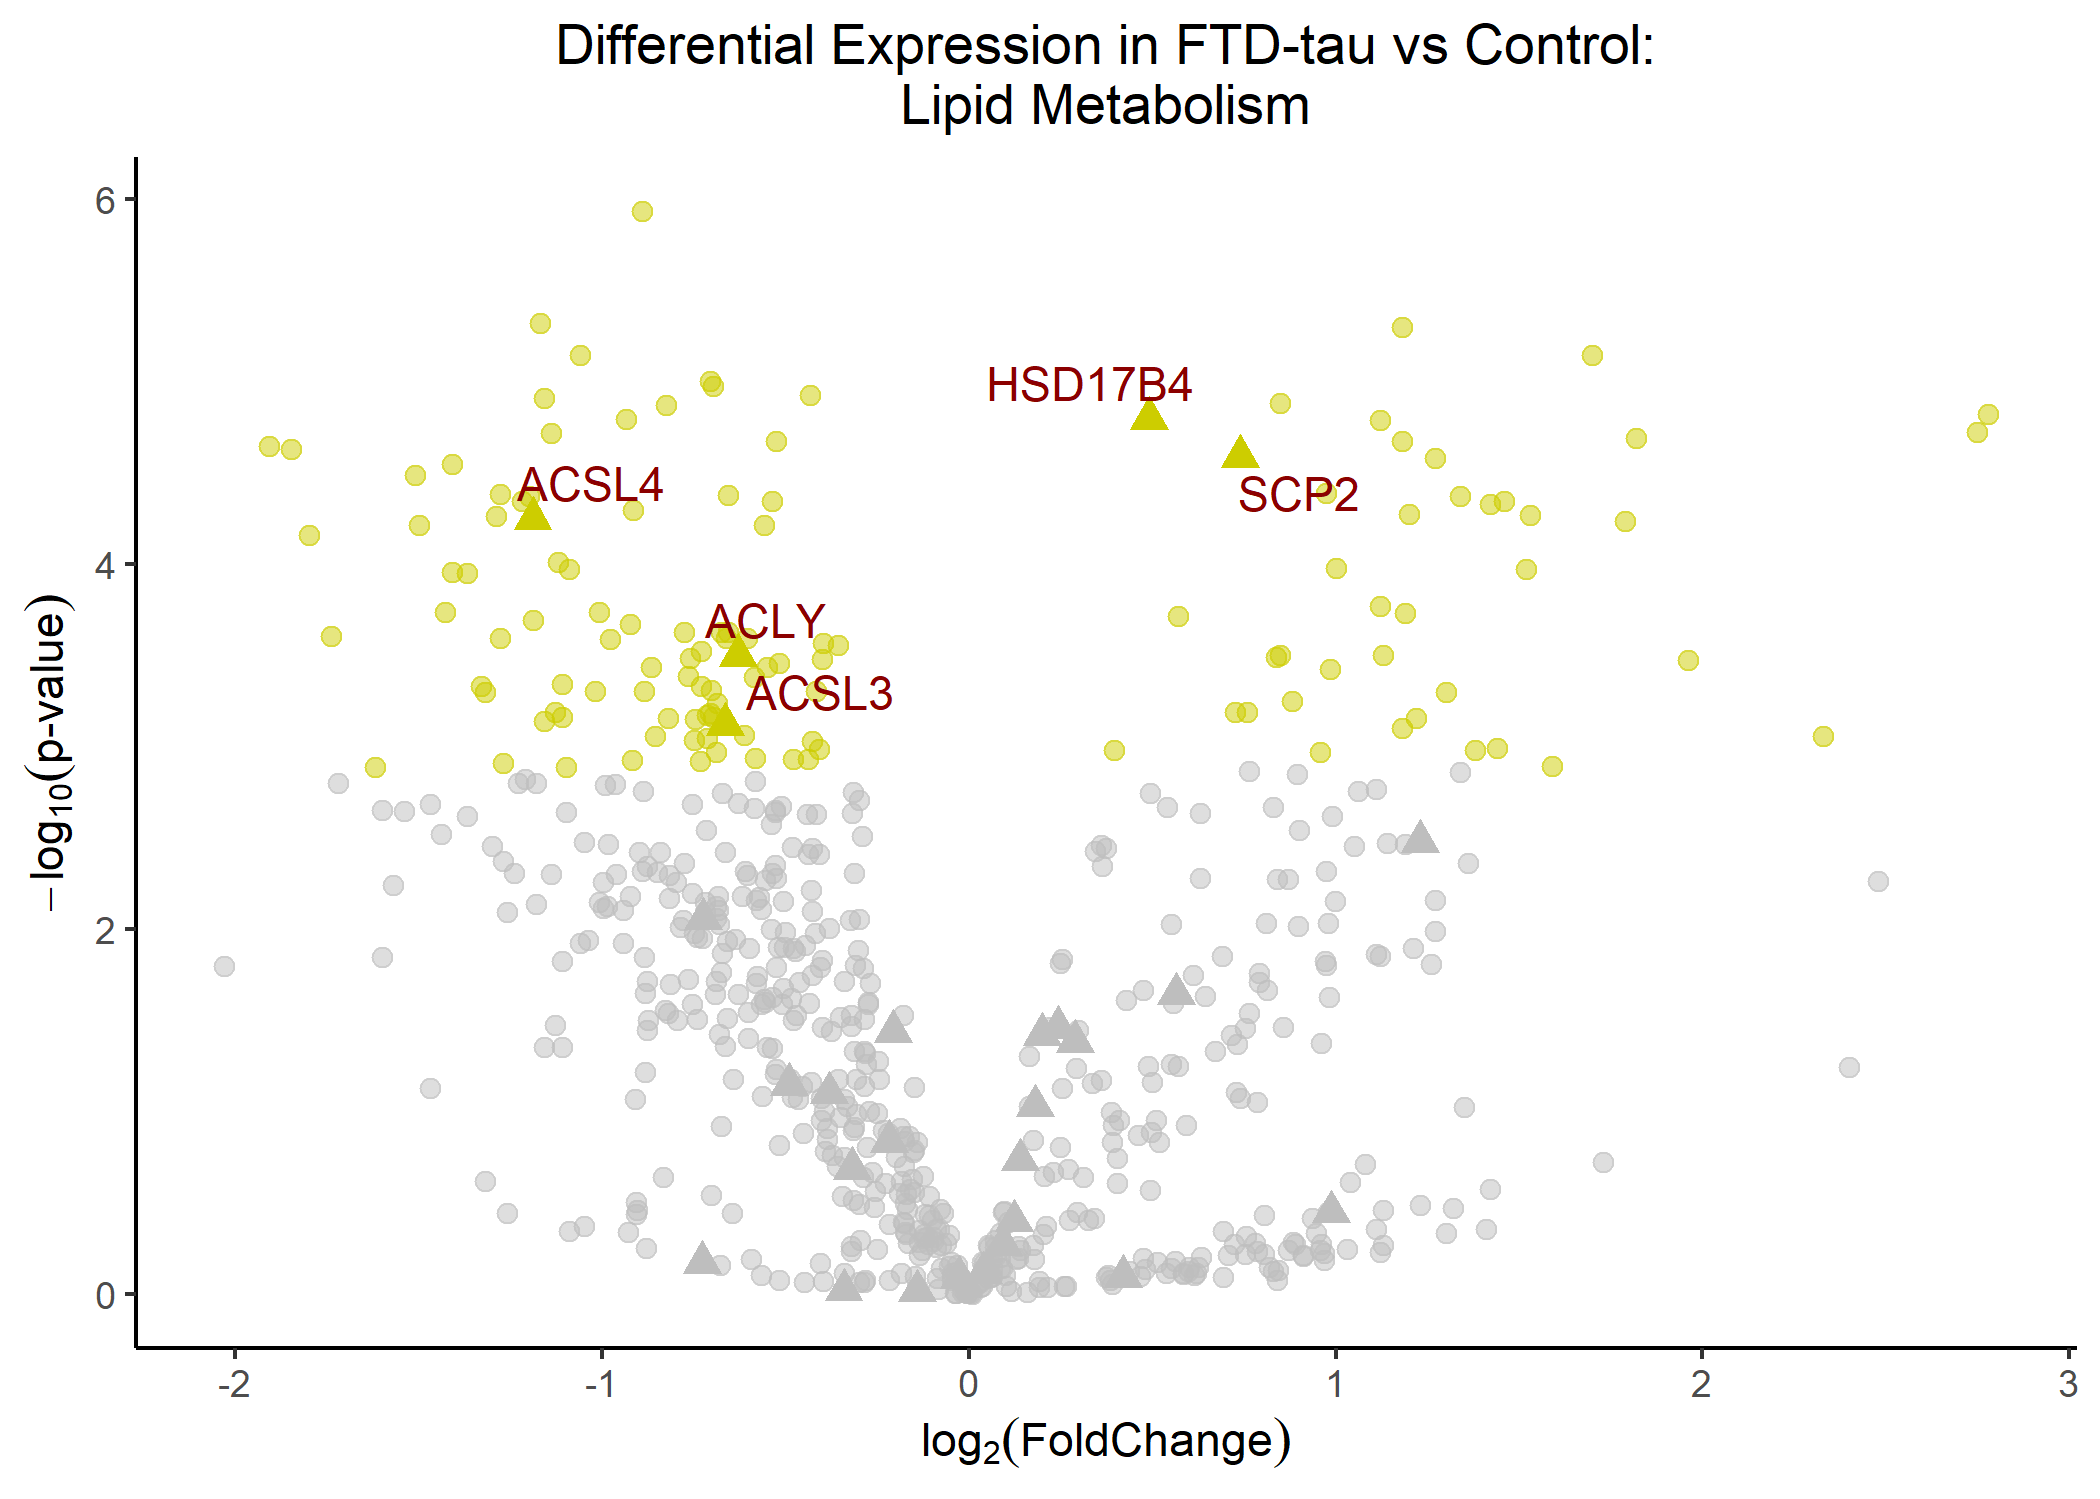 Differential Expression in FTD-tau vs Control:
Lipid Metabolism
6
4
2
0
−log10(p-value)
HSD17B4
SCP2
ACSL4
ACLY
ACSL3
-2
-1
0
1
2
3
log2(FoldChange)